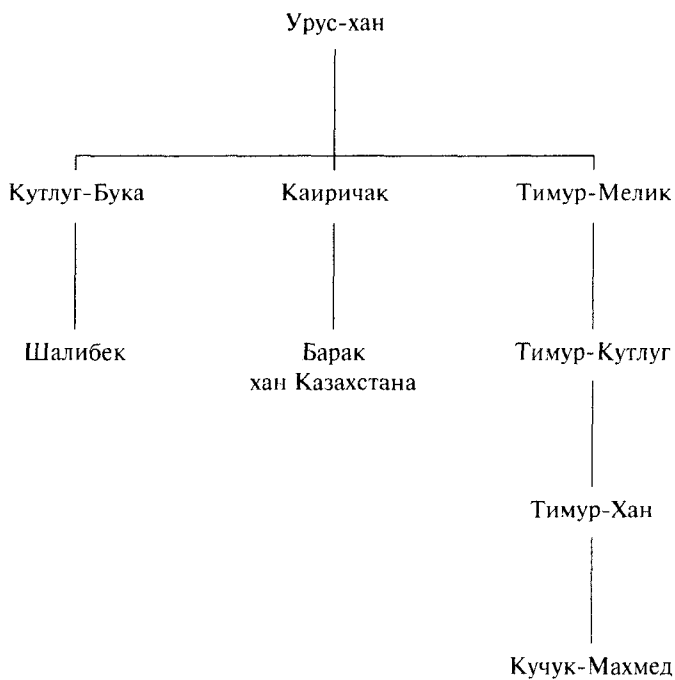 Урус-хан
Кутлуг-Бука Каиричак Тимур-Мелик
Шалибек Барак Тимур-Кутлуг
хан Казахстана
Тимур-Хан
Кучук-Махмед